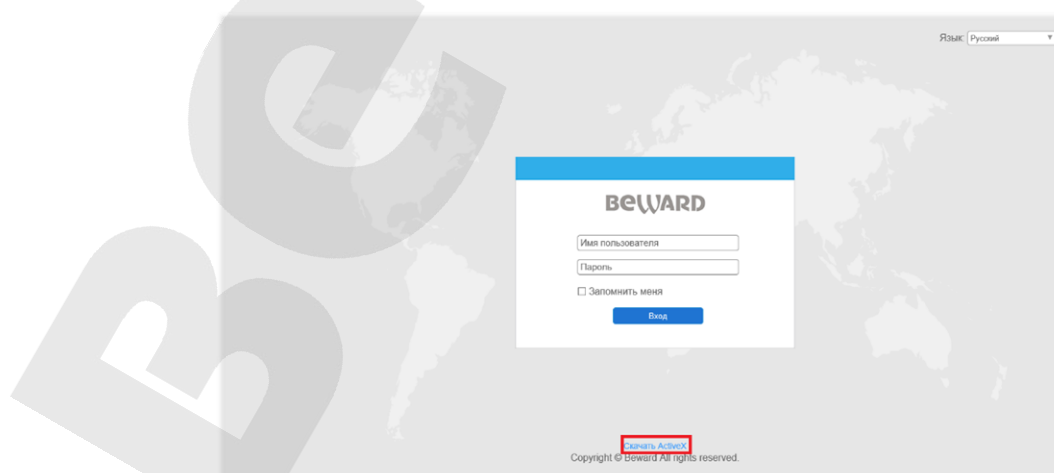 Язык: Русский
BEWARD
Имя пользователя
Пароль
Запомнить меня
Вход
Скачать ActiveX
Copyright © Beward All rights reserved.